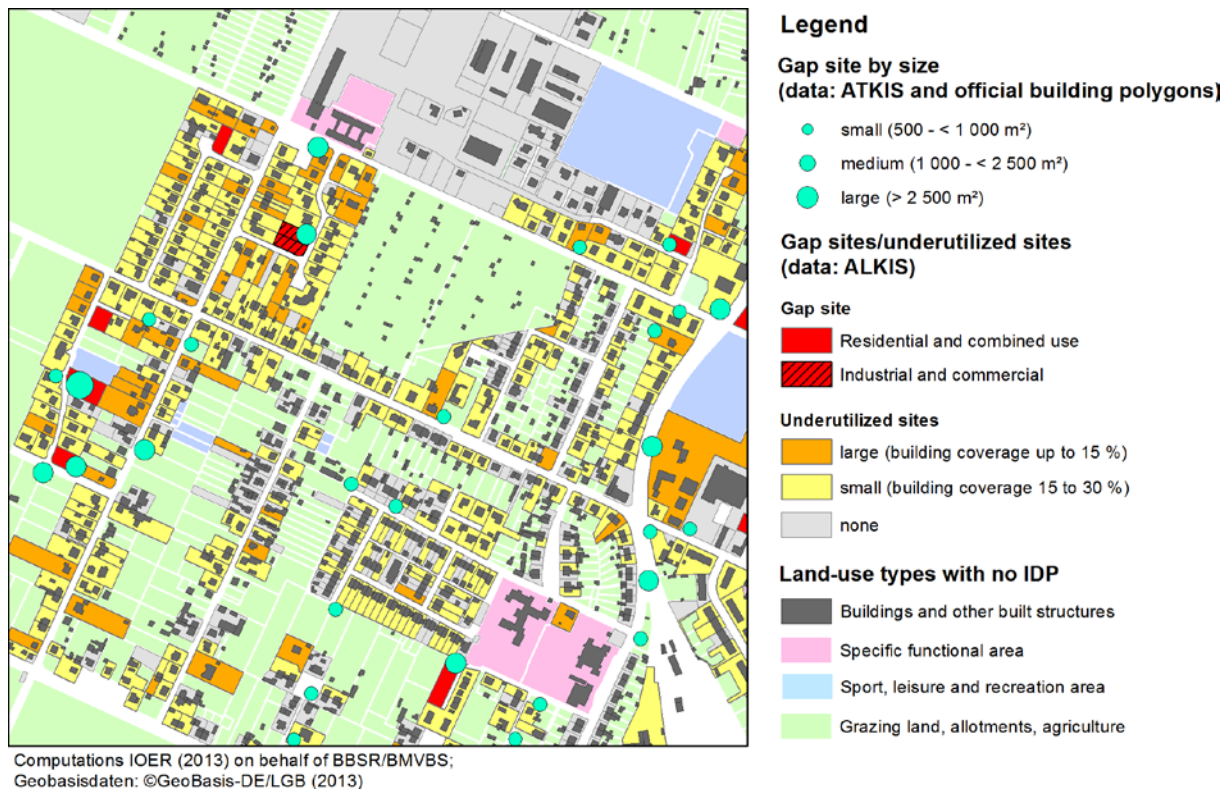 Legend
Gap site by size
(data: ATKIS and official building polygons)
small (500 - < 1 000 m²)
medium (1 000 - < 2 500 m²)
large (> 2 500 m²)
Gap sites/underutilized sites
(data: ALKIS)
Gap site
Residential and combined use
Industrial and commercial
Underutilized sites
large (building coverage up to 15 %)
small (building coverage 15 to 30 %)
none
Land-use types with no IDP
Buildings and other built structures
Specific functional area
Sport, leisure and recreation area
Grazing land, allotments, agriculture
Computations IOER (2013) on behalf of BBSR/BMVBS;
Geobasisdaten: ©GeoBasis-DE/LGB (2013)